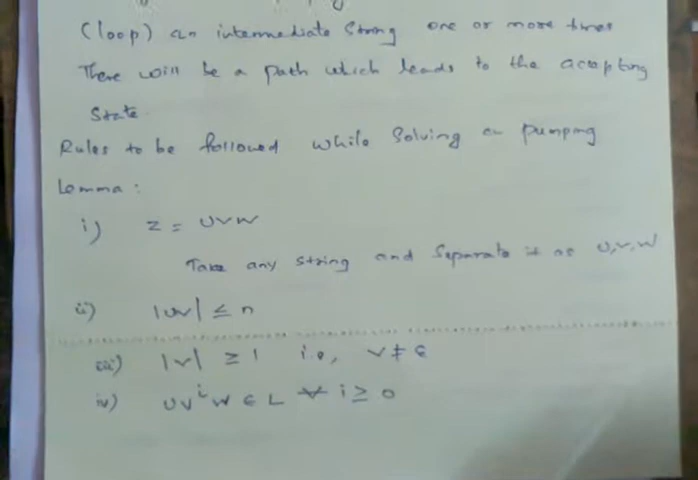 (loop) an intermediate string one or more times
There will be a path which leads to the accepting
state
Rules to be followed while solving an pumping
Lemma :
i) z = uvw
Take any string and separate it as u,v,w
ii) |uv| ≤ n
iii) |v| ≥ 1 i.e, v ≠ ε
iv) uvⁱw ∈ L ∀ i ≥ 0